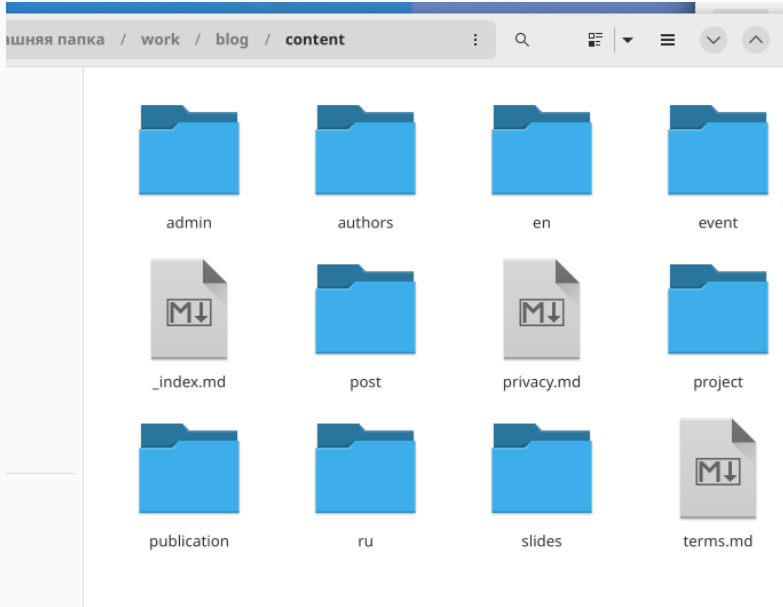 ашняя папка / work / blog / content
admin authors en event
_index.md post privacy.md project
publication ru slides terms.md